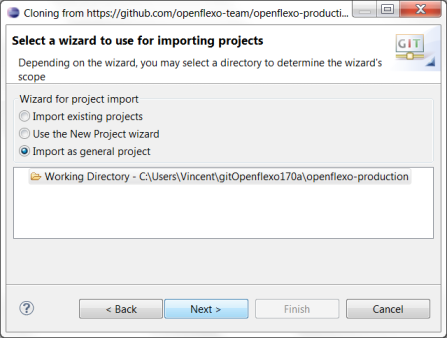 Cloning from https://github.com/openflexo-team/openflexo-producti...
Select a wizard to use for importing projects
Depending on the wizard, you may select a directory to determine the wizard's
scope
GIT
Wizard for project import
Import existing projects
Use the New Project wizard
Import as general project
Working Directory - C:\Users\Vincent\gitOpenflexo170a\openflexo-production
?
< Back
Next >
Finish
Cancel